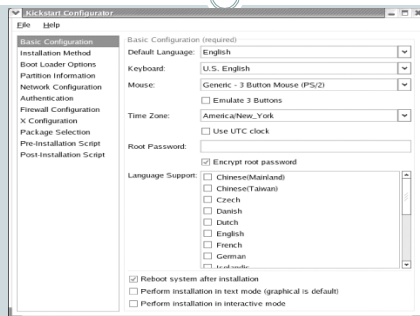 Kickstart Configurator
File Help
Basic Configuration
Installation Method
Boot Loader Options
Partition Information
Network Configuration
Authentication
Firewall Configuration
X Configuration
Package Selection
Pre-Installation Script
Post-Installation Script
Basic Configuration (required)
Default Language: English
Keyboard: U.S. English
Mouse: Generic - 3 Button Mouse (PS/2)
Emulate 3 Buttons
Time Zone: America/New_York
Use UTC clock
Root Password:
Encrypt root password
Language Support: Chinese(Mainland)
Chinese(Taiwan)
Czech
Danish
Dutch
English
French
German
Icelandic
Reboot system after installation
Perform installation in text mode (graphical is default)
Perform installation in interactive mode